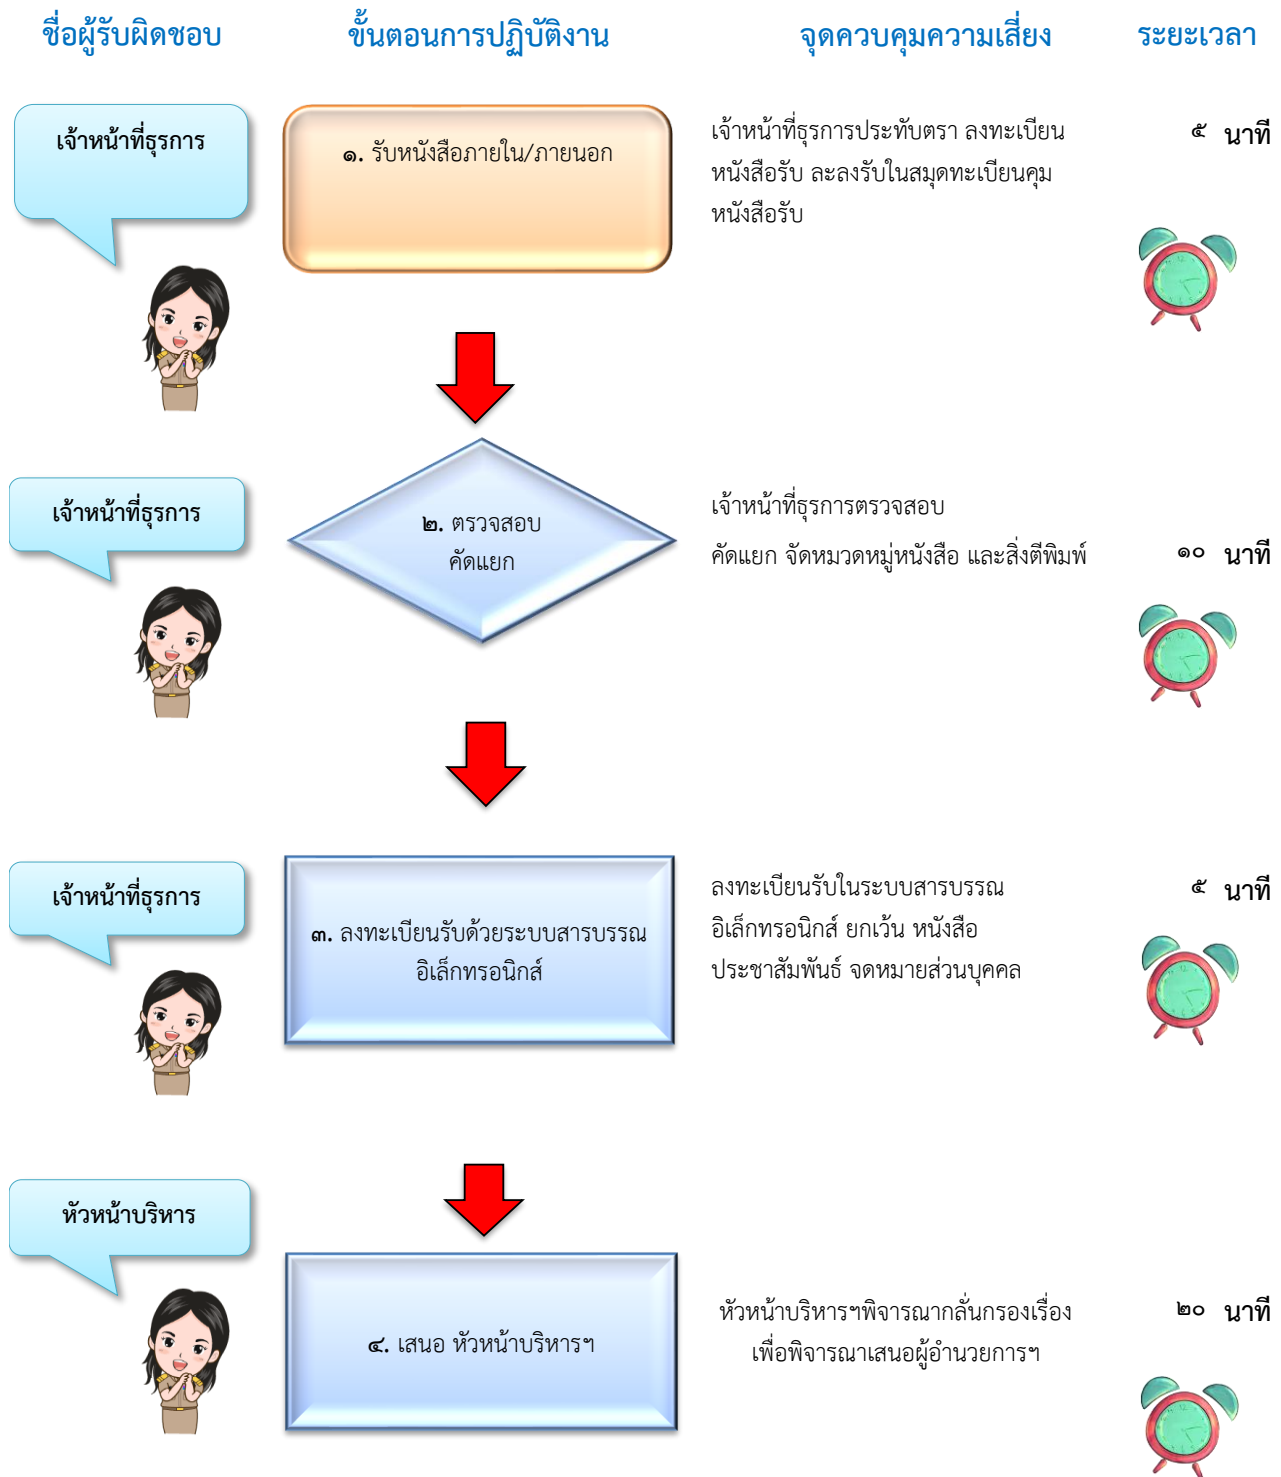 ชื่อผู้รับผิดชอบ ขั้นตอนการปฏิบัติงาน จุดควบคุมความเสี่ยง ระยะเวลา
เจ้าหน้าที่ธุรการ
๑. รับหนังสือภายใน/ภายนอก
เจ้าหน้าที่ธุรการประทับตรา ลงทะเบียน
หนังสือรับ ละลงรับในสมุดทะเบียนคุม
หนังสือรับ
๕ นาที
เจ้าหน้าที่ธุรการ
๒. ตรวจสอบ
คัดแยก
เจ้าหน้าที่ธุรการตรวจสอบ
คัดแยก จัดหมวดหมู่หนังสือ และสิ่งตีพิมพ์
๑๐ นาที
เจ้าหน้าที่ธุรการ
๓. ลงทะเบียนรับด้วยระบบสารบรรณ
อิเล็กทรอนิกส์
ลงทะเบียนรับในระบบสารบรรณ
อิเล็กทรอนิกส์ ยกเว้น หนังสือ
ประชาสัมพันธ์ จดหมายส่วนบุคคล
๕ นาที
หัวหน้าบริหาร
๔. เสนอ หัวหน้าบริหารฯ
หัวหน้าบริหารฯพิจารณากลั่นกรองเรื่อง
เพื่อพิจารณาเสนอผู้อำนวยการฯ
๒๐ นาที